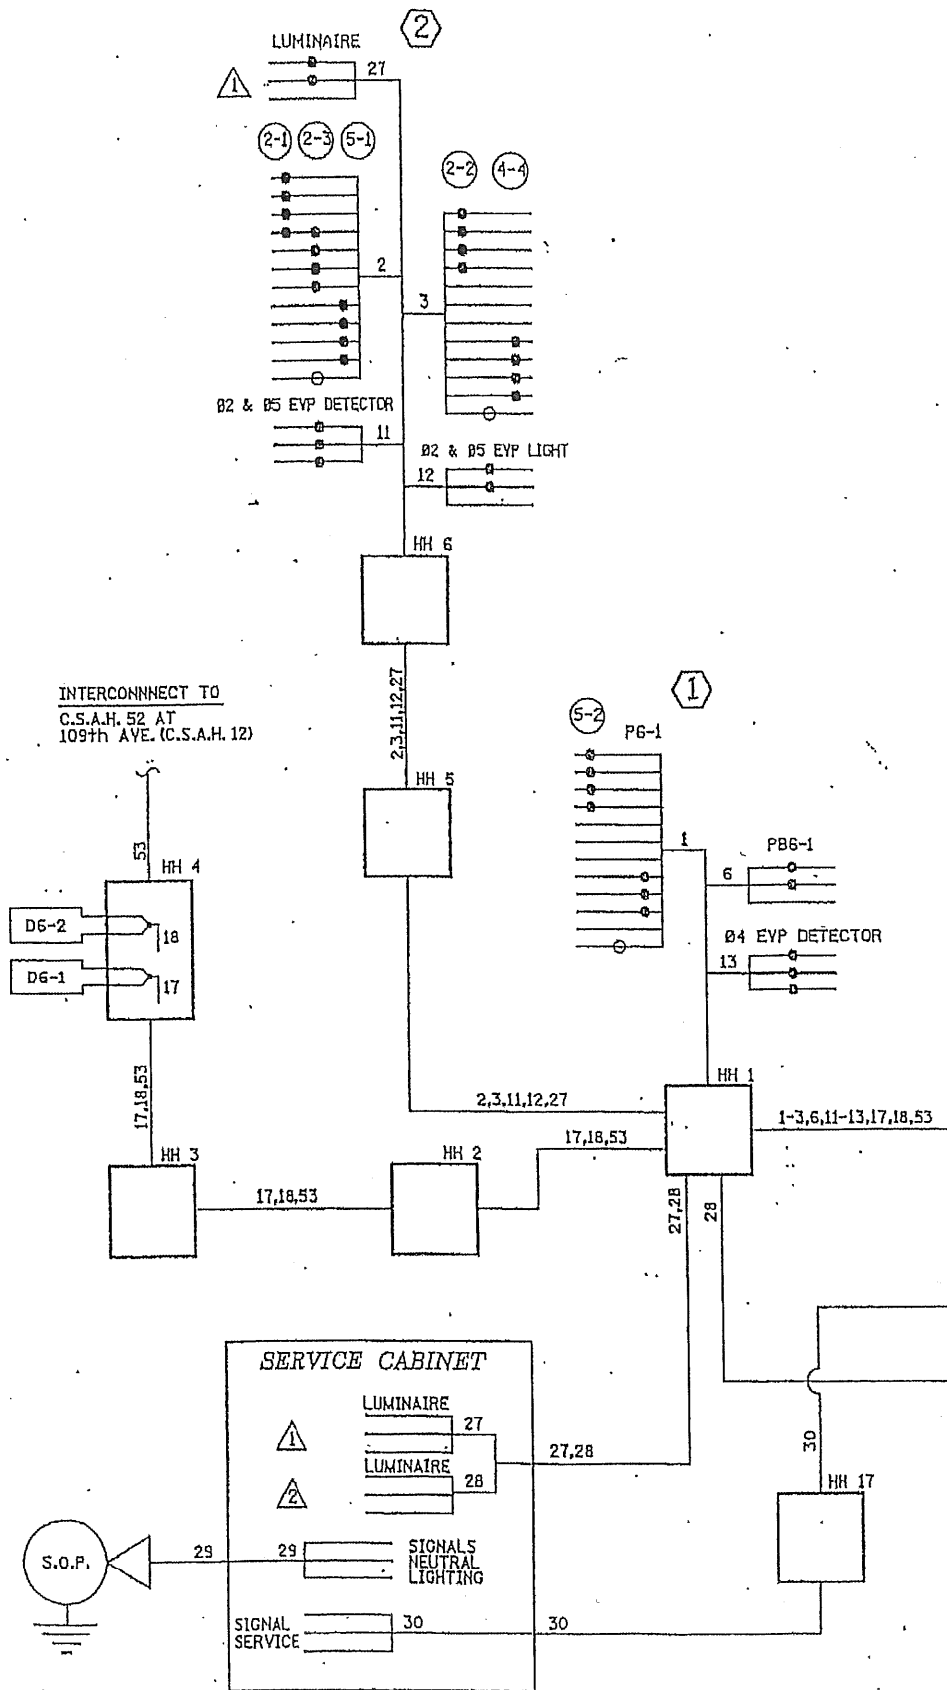 2
LUMINAIRE
27
1
2-1 2-3 5-1
2-2 4-4
2
3
Ø2 & Ø5 EVP DETECTOR
11
Ø2 & Ø5 EVP LIGHT
12
HH 6
2,3,11,12,27
INTERCONNNECT TO
C.S.A.H. 52 AT
109th AVE. (C.S.A.H. 12)
53
HH 4
D6-2
18
D6-1
17
17,18,53
HH 5
1
5-2
P6-1
1
PB6-1
6
Ø4 EVP DETECTOR
13
HH 1
2,3,11,12,27
1-3,6,11-13,17,18,53
17,18,53
HH 3
HH 2
17,18,53
27,28
28
SERVICE CABINET
LUMINAIRE
27
1
LUMINAIRE
28
2
27,28
30
HH 17
S.O.P.
29
29
SIGNALS
NEUTRAL
LIGHTING
SIGNAL
SERVICE
30
30